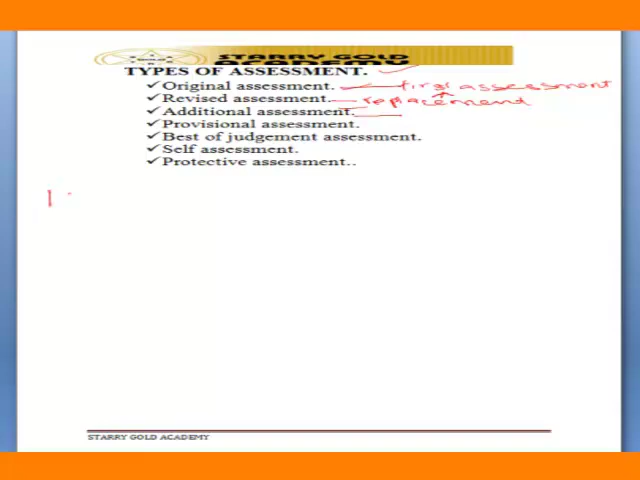 STARRY GOLD
ACADEMY
TYPES OF ASSESSMENT.
✓ Original assessment. first assessment
✓ Revised assessment. replacement
✓ Additional assessment.
✓ Provisional assessment.
✓ Best of judgement assessment.
✓ Self assessment.
✓ Protective assessment..
STARRY GOLD ACADEMY